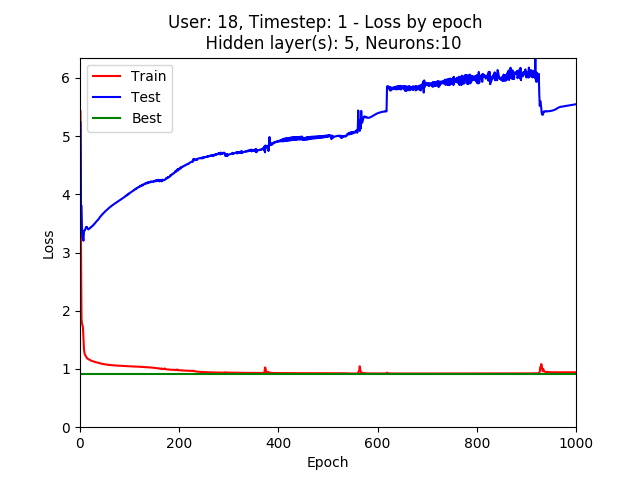 User: 18, Timestep: 1 - Loss by epoch
Hidden layer(s): 5, Neurons:10
Train
Test
Best
6
5
4
3
2
1
0
Loss
0
200
400
600
800
1000
Epoch